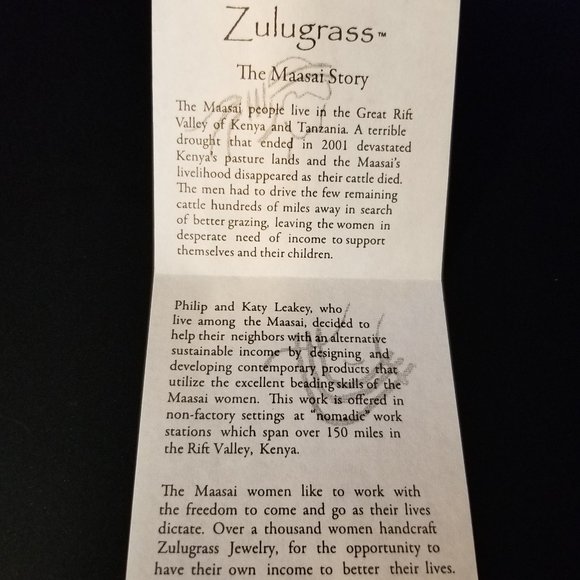 Zulugrass™
The Maasai Story
The Maasai people live in the Great Rift
Valley of Kenya and Tanzania. A terrible
drought that ended in 2001 devastated
Kenya's pasture lands and the Maasai's
livelihood disappeared as their cattle died.
The men had to drive the few remaining
cattle hundreds of miles away in search
of better grazing, leaving the women in
desperate need of income to support
themselves and their children.
Philip and Katy Leakey, who
live among the Maasai, decided to
help their neighbors with an alternative
sustainable income by designing and
developing contemporary products that
utilize the excellent beading skills of the
Maasai women. This work is offered in
non-factory settings at "nomadic" work
stations which span over 150 miles in
the Rift Valley, Kenya.
The Maasai women like to work with
the freedom to come and go as their lives
dictate. Over a thousand women handcraft
Zulugrass Jewelry, for the opportunity to
have their own income to better their lives.